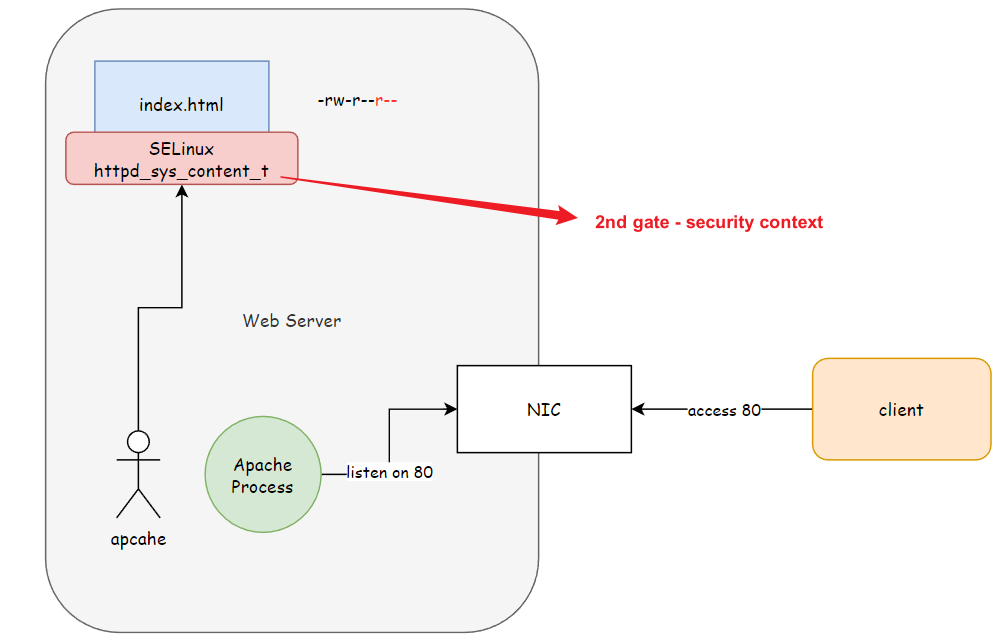 index.html
-rw-r--r--
SELinux
httpd_sys_content_t
2nd gate - security context
Web Server
NIC
access 80
client
Apache
Process
listen on 80
apcahe